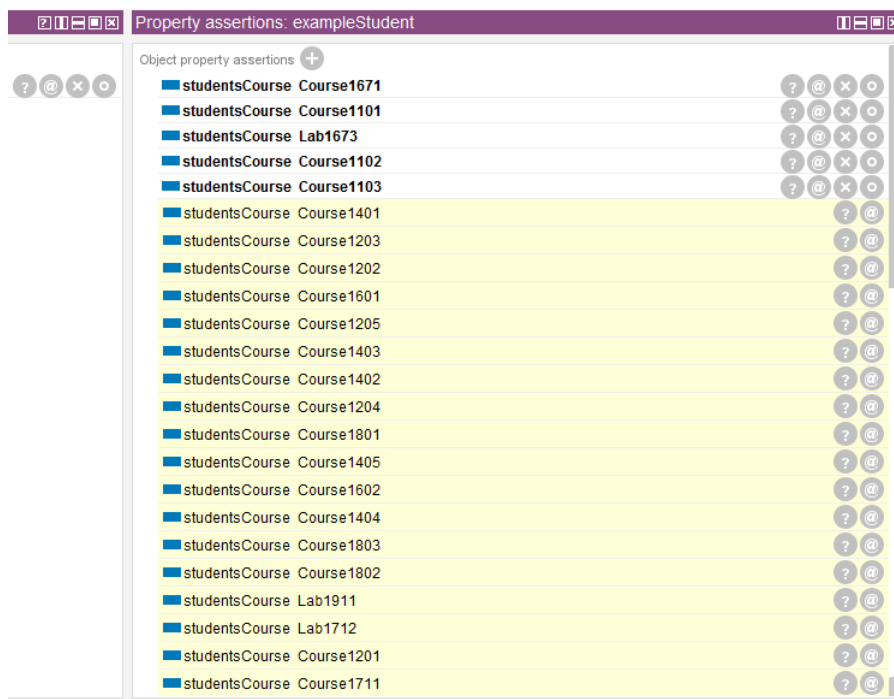 Property assertions: exampleStudent
Object property assertions
studentsCourse Course1671
studentsCourse Course1101
studentsCourse Lab1673
studentsCourse Course1102
studentsCourse Course1103
studentsCourse Course1401
studentsCourse Course1203
studentsCourse Course1202
studentsCourse Course1601
studentsCourse Course1205
studentsCourse Course1403
studentsCourse Course1402
studentsCourse Course1204
studentsCourse Course1801
studentsCourse Course1405
studentsCourse Course1602
studentsCourse Course1404
studentsCourse Course1803
studentsCourse Course1802
studentsCourse Lab1911
studentsCourse Lab1712
studentsCourse Course1201
studentsCourse Course1711